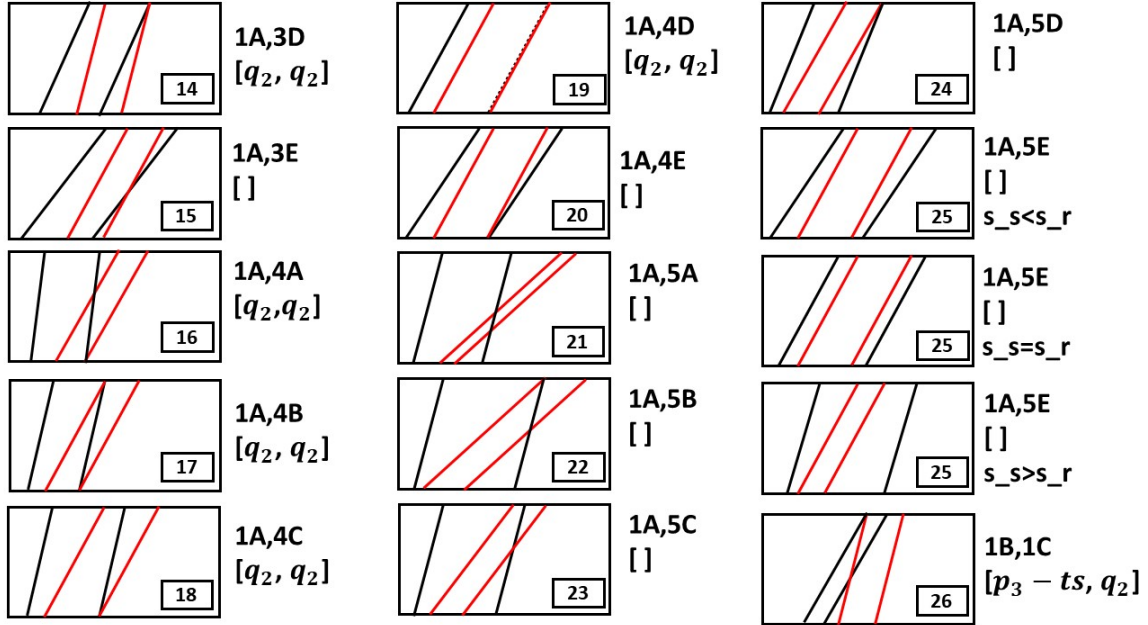 14
1A,3D
[q₂, q₂]
15
1A,3E
[ ]
16
1A,4A
[q₂,q₂]
17
1A,4B
[q₂, q₂]
18
1A,4C
[q₂, q₂]
19
1A,4D
[q₂, q₂]
20
1A,4E
[ ]
21
1A,5A
[ ]
22
1A,5B
[ ]
23
1A,5C
[ ]
24
1A,5D
[ ]
25
1A,5E
[ ]
s_s<s_r
25
1A,5E
[ ]
s_s=s_r
25
1A,5E
[ ]
s_s>s_r
26
1B,1C
[p₃ − ts, q₂]